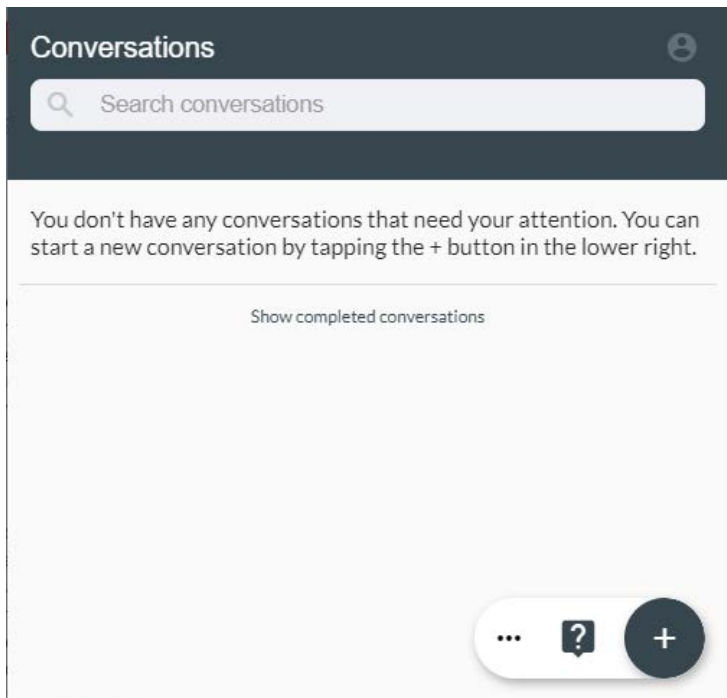 Conversations
Search conversations
You don't have any conversations that need your attention. You can
start a new conversation by tapping the + button in the lower right.
Show completed conversations
... ? +